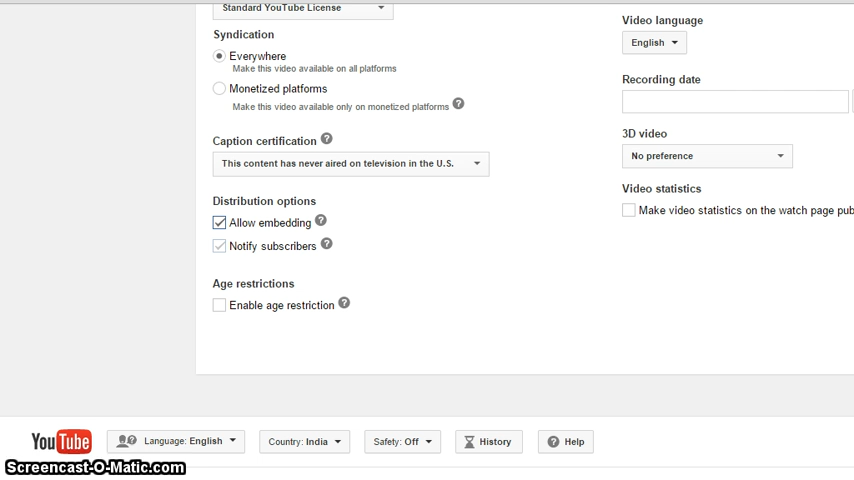 Standard YouTube License
Syndication
Everywhere
Make this video available on all platforms
Monetized platforms
Make this video available only on monetized platforms ?
Caption certification ?
This content has never aired on television in the U.S.
Distribution options
Allow embedding ?
Notify subscribers ?
Age restrictions
Enable age restriction ?
Video language
English
Recording date
3D video
No preference
Video statistics
Make video statistics on the watch page pub
YouTube
Language: English
Country: India
Safety: Off
History
? Help
Screencast-O-Matic.com